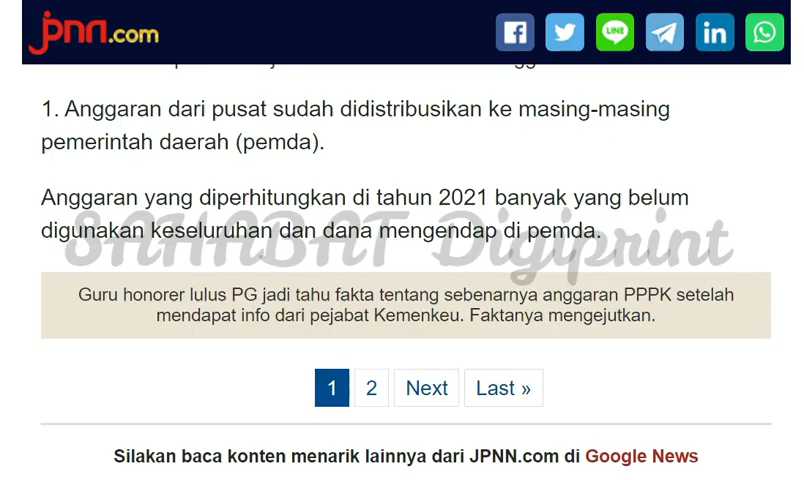 JPNN.com
1. Anggaran dari pusat sudah didistribusikan ke masing-masing
pemerintah daerah (pemda).
Anggaran yang diperhitungkan di tahun 2021 banyak yang belum
digunakan keseluruhan dan dana mengendap di pemda.
SAHABAT Digiprint
Guru honorer lulus PG jadi tahu fakta tentang sebenarnya anggaran PPPK setelah
mendapat info dari pejabat Kemenkeu. Faktanya mengejutkan.
1 2 Next Last »
Silakan baca konten menarik lainnya dari JPNN.com di Google News